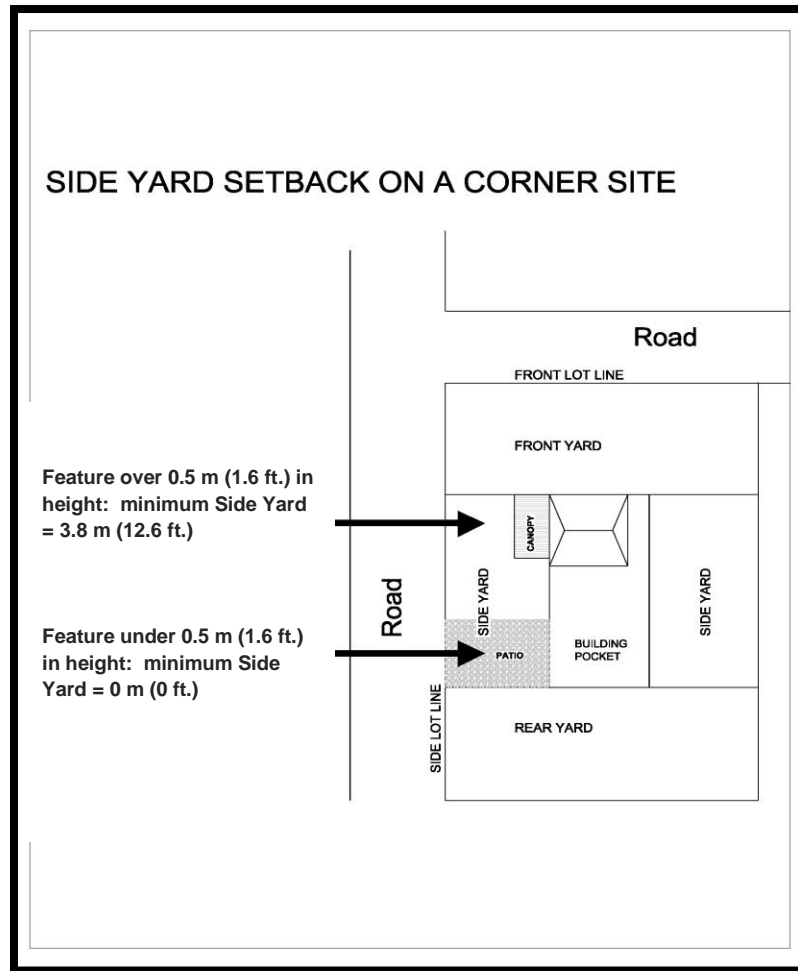 SIDE YARD SETBACK ON A CORNER SITE
Road
FRONT LOT LINE
FRONT YARD
Feature over 0.5 m (1.6 ft.) in
height: minimum Side Yard
= 3.8 m (12.6 ft.)
CANOPY
SIDE YARD
SIDE YARD
Road
Feature under 0.5 m (1.6 ft.)
in height: minimum Side
Yard = 0 m (0 ft.)
PATIO
BUILDING
POCKET
SIDE LOT LINE
REAR YARD